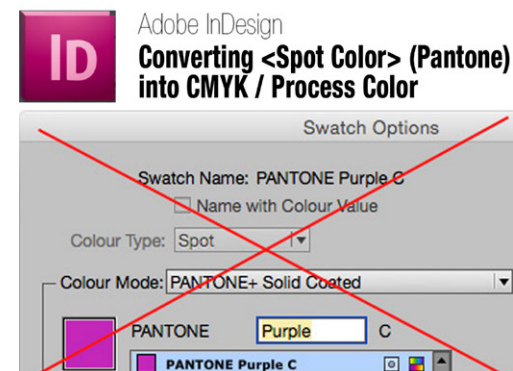 Adobe InDesign
ID
Converting <Spot Color> (Pantone)
into CMYK / Process Color
Swatch Options
Swatch Name: PANTONE Purple C
Name with Colour Value
Colour Type: Spot
Colour Mode: PANTONE+ Solid Coated
PANTONE Purple C
PANTONE Purple C